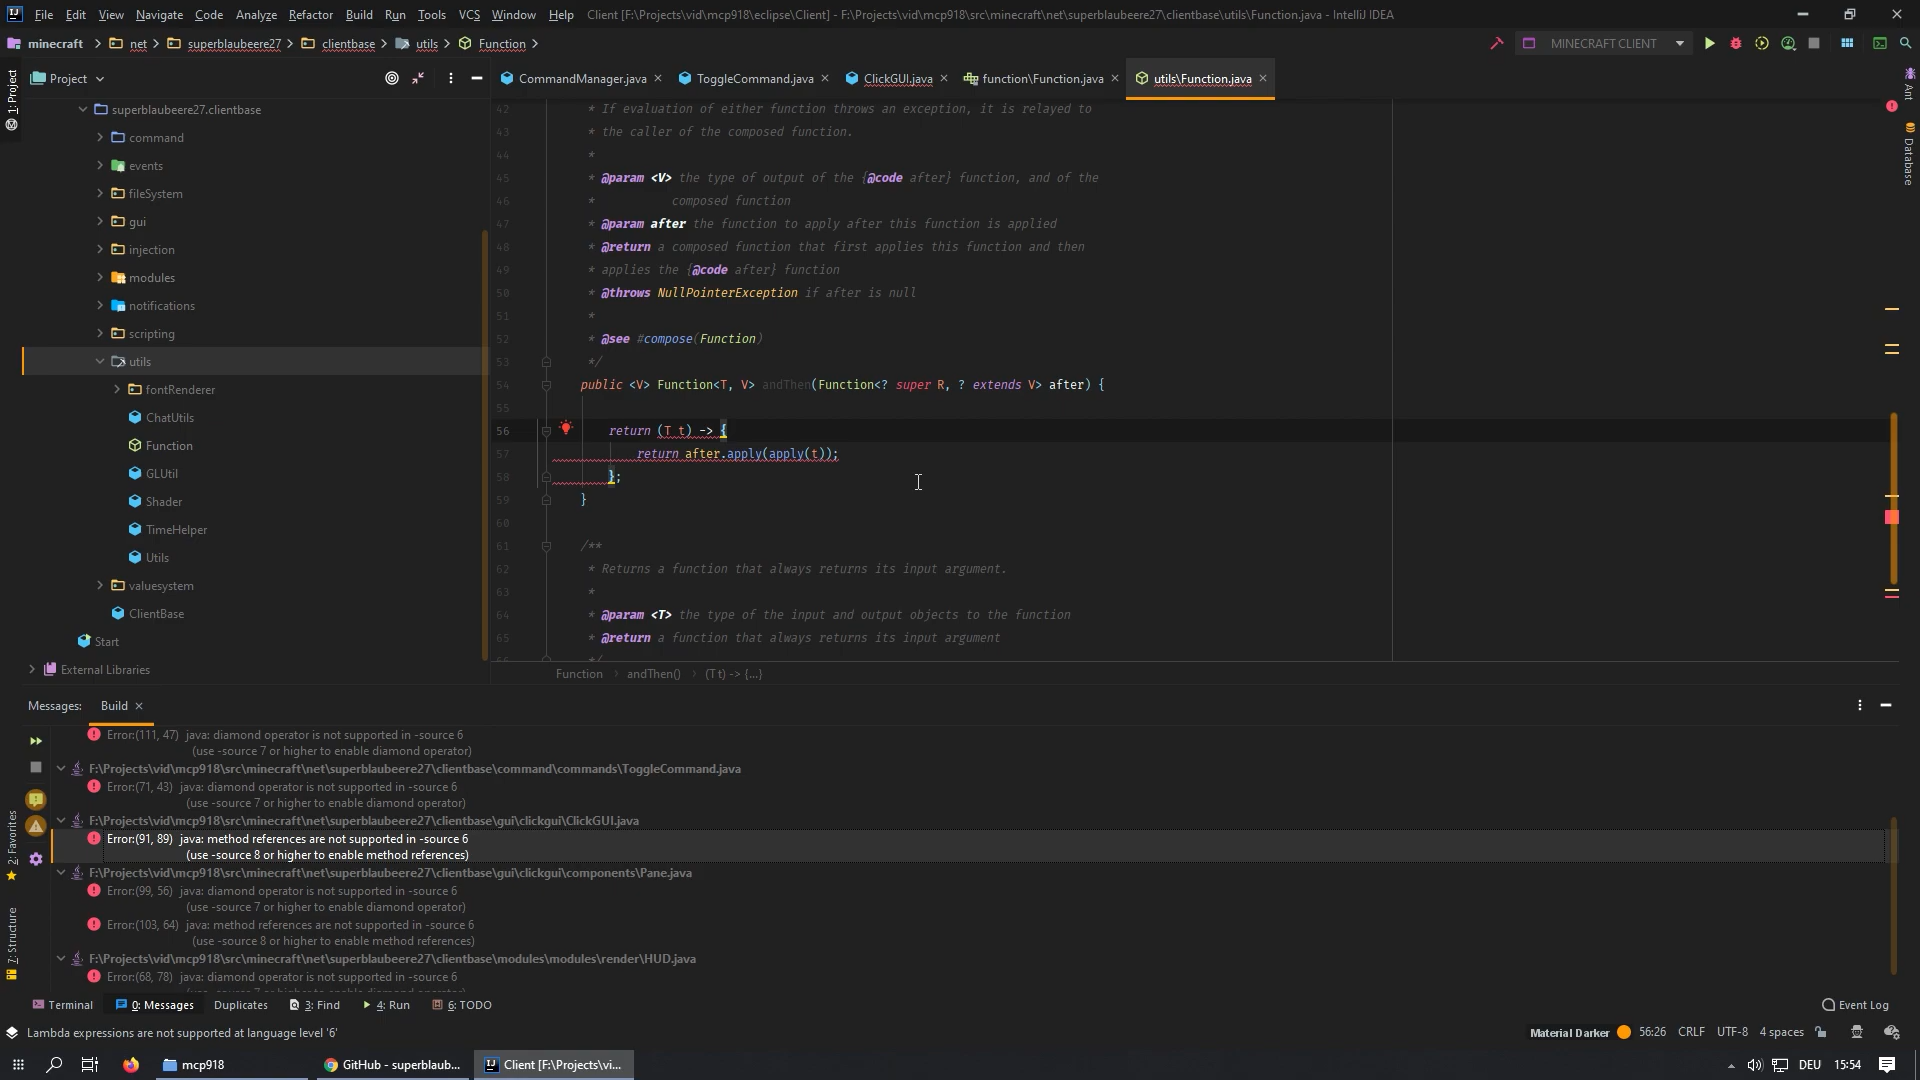 File Edit View Navigate Code Analyze Refactor Build Run Tools VCS Window Help Client [F:\Projects\vid\mcp918\eclipse\Client] - F:\Projects\vid\mcp918\src\minecraft\net\superblaubeere27\clientbase\utils\Function.java - IntelliJ IDEA
minecraft net superblaubeere27 clientbase utils Function MINECRAFT CLIENT
1: Project
Project
CommandManager.java ToggleCommand.java ClickGUI.java function\Function.java utils\Function.java
Ant
Database
superblaubeere27.clientbase
command
events
fileSystem
gui
injection
modules
notifications
scripting
utils
fontRenderer
ChatUtils
Function
GLUtil
Shader
TimeHelper
Utils
valuesystem
ClientBase
Start
External Libraries
42 * If evaluation of either function throws an exception, it is relayed to
43 * the caller of the composed function.
44 *
45 * @param <V> the type of output of the {@code after} function, and of the
46 * composed function
47 * @param after the function to apply after this function is applied
48 * @return a composed function that first applies this function and then
49 * applies the {@code after} function
50 * @throws NullPointerException if after is null
51 *
52 * @see #compose(Function)
53 */
54 public <V> Function<T, V> andThen(Function<? super R, ? extends V> after) {
55
56 return (T t) -> {
57 return after.apply(apply(t));
58 };
59 }
60
61 /**
62 * Returns a function that always returns its input argument.
63 *
64 * @param <T> the type of the input and output objects to the function
65 * @return a function that always returns its input argument
66 */
Function andThen() (T t) -> {...}
Messages: Build
Error:(111, 47) java: diamond operator is not supported in -source 6
(use -source 7 or higher to enable diamond operator)
F:\Projects\vid\mcp918\src\minecraft\net\superblaubeere27\clientbase\command\commands\ToggleCommand.java
Error:(71, 43) java: diamond operator is not supported in -source 6
(use -source 7 or higher to enable diamond operator)
F:\Projects\vid\mcp918\src\minecraft\net\superblaubeere27\clientbase\gui\clickgui\ClickGUI.java
Error:(91, 89) java: method references are not supported in -source 6
(use -source 8 or higher to enable method references)
F:\Projects\vid\mcp918\src\minecraft\net\superblaubeere27\clientbase\gui\clickgui\components\Pane.java
Error:(99, 56) java: diamond operator is not supported in -source 6
(use -source 7 or higher to enable diamond operator)
Error:(103, 64) java: method references are not supported in -source 6
(use -source 8 or higher to enable method references)
F:\Projects\vid\mcp918\src\minecraft\net\superblaubeere27\clientbase\modules\modules\render\HUD.java
Error:(68, 78) java: diamond operator is not supported in -source 6
2: Favorites
7: Structure
Terminal 0: Messages Duplicates 3: Find 4: Run 6: TODO Event Log
Lambda expressions are not supported at language level '6' Material Darker 56:26 CRLF UTF-8 4 spaces
mcp918 GitHub - superblaub... Client [F:\Projects\vi... DEU 15:54